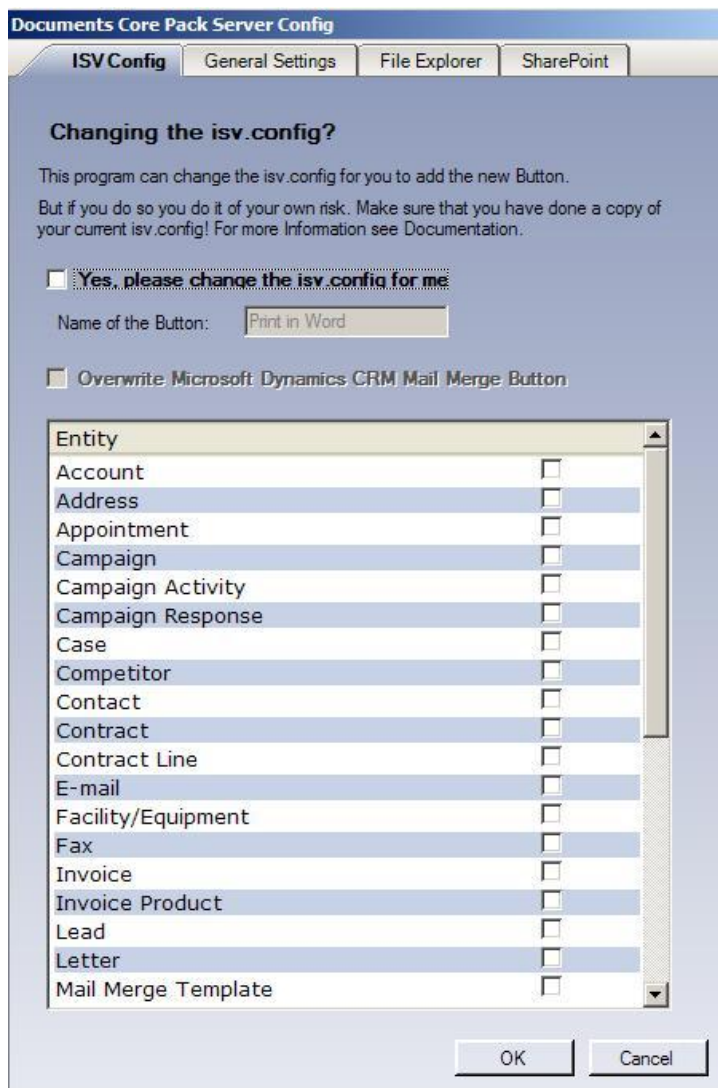 Documents Core Pack Server Config
ISV Config General Settings File Explorer SharePoint
Changing the isv.config?
This program can change the isv.config for you to add the new Button.
But if you do so you do it of your own risk. Make sure that you have done a copy of
your current isv.config! For more Information see Documentation.
Yes, please change the isv.config for me
Name of the Button: Print in Word
Overwrite Microsoft Dynamics CRM Mail Merge Button
Entity
Account
Address
Appointment
Campaign
Campaign Activity
Campaign Response
Case
Competitor
Contact
Contract
Contract Line
E-mail
Facility/Equipment
Fax
Invoice
Invoice Product
Lead
Letter
Mail Merge Template
OK Cancel